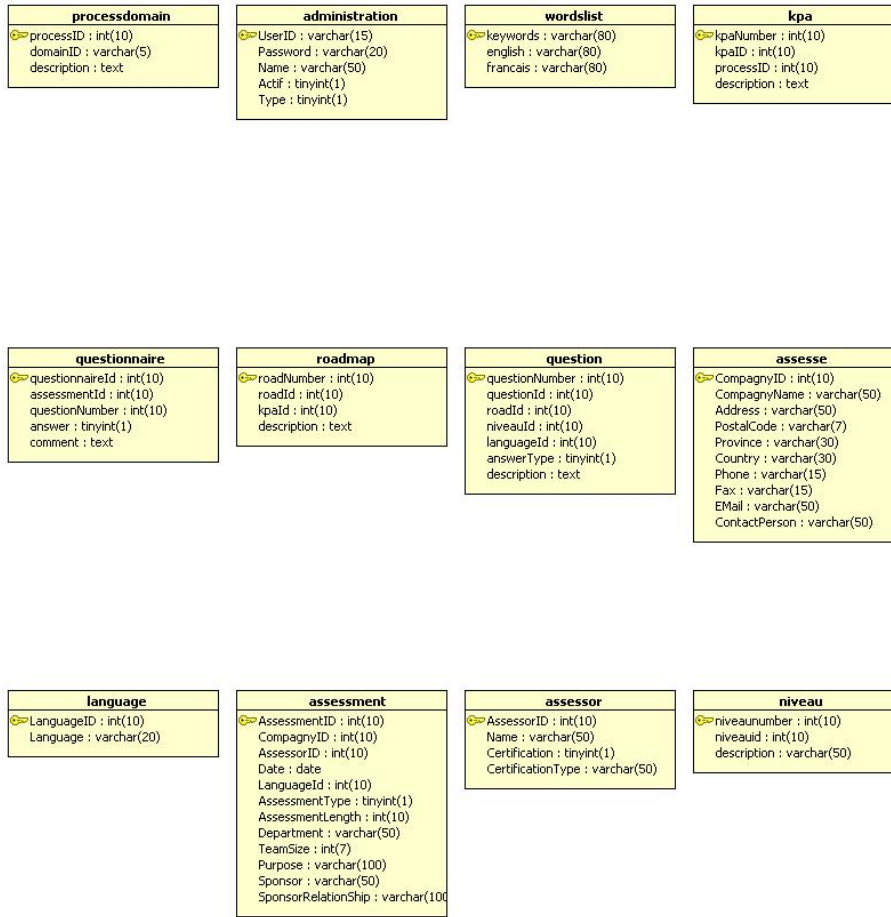 processdomain
processID : int(10)
domainID : varchar(5)
description : text
administration
UserID : varchar(15)
Password : varchar(20)
Name : varchar(50)
Actif : tinyint(1)
Type : tinyint(1)
wordslist
keywords : varchar(80)
english : varchar(80)
francais : varchar(80)
kpa
kpaNumber : int(10)
kpaID : int(10)
processID : int(10)
description : text
questionnaire
questionnaireId : int(10)
assessmentId : int(10)
questionNumber : int(10)
answer : tinyint(1)
comment : text
roadmap
roadNumber : int(10)
roadId : int(10)
kpaId : int(10)
description : text
question
questionNumber : int(10)
questionId : int(10)
roadId : int(10)
niveauId : int(10)
languageId : int(10)
answerType : tinyint(1)
description : text
assesse
CompagnyID : int(10)
CompagnyName : varchar(50)
Address : varchar(50)
PostalCode : varchar(7)
Province : varchar(30)
Country : varchar(30)
Phone : varchar(15)
Fax : varchar(15)
EMail : varchar(50)
ContactPerson : varchar(50)
language
LanguageID : int(10)
Language : varchar(20)
assessment
AssessmentID : int(10)
CompagnyID : int(10)
AssessorID : int(10)
Date : date
LanguageId : int(10)
AssessmentType : tinyint(1)
AssessmentLength : int(10)
Department : varchar(50)
TeamSize : int(7)
Purpose : varchar(100)
Sponsor : varchar(50)
SponsorRelationShip : varchar(100
assessor
AssessorID : int(10)
Name : varchar(50)
Certification : tinyint(1)
CertificationType : varchar(50)
niveau
niveaunumber : int(10)
niveauid : int(10)
description : varchar(50)